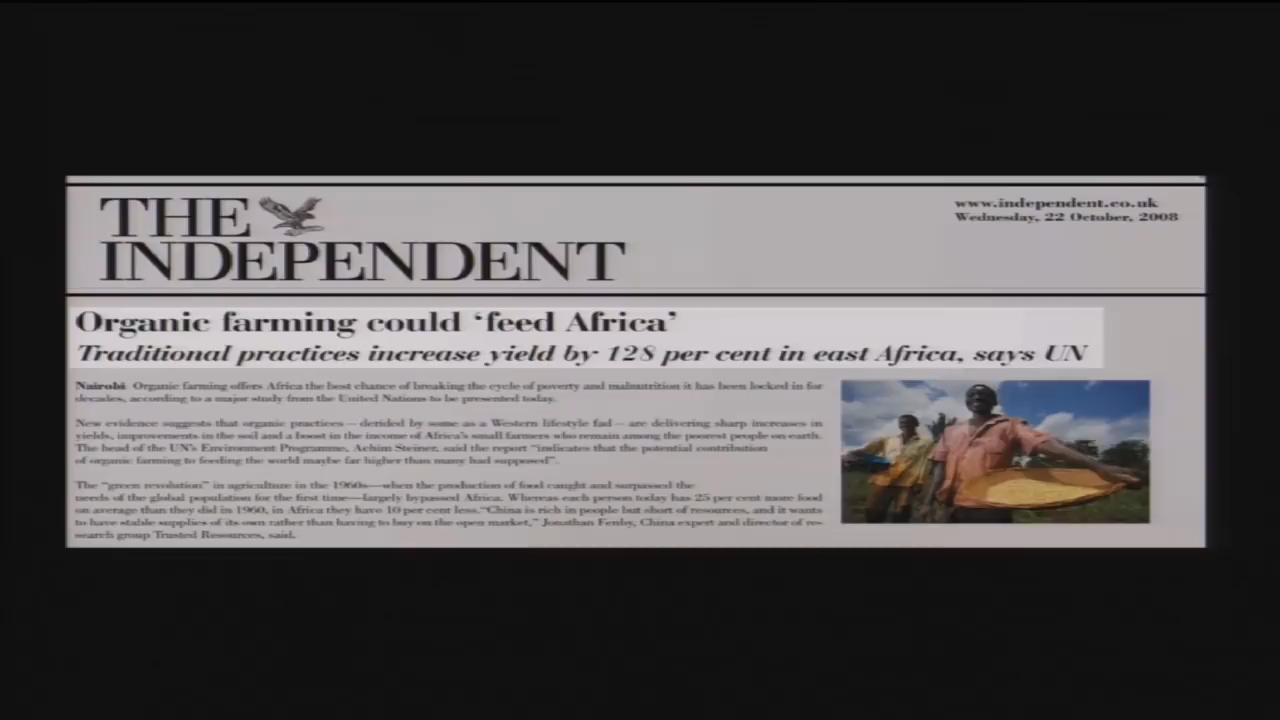 THE
INDEPENDENT
www.independent.co.uk
Wednesday, 22 October, 2008
Organic farming could ‘feed Africa’
Traditional practices increase yield by 128 per cent in east Africa, says UN
Nairobi Organic farming offers Africa the best chance of breaking the cycle of poverty and malnutrition it has been locked in for
decades, according to a major study from the United Nations to be presented today.
New evidence suggests that organic practices – derided by some as a Western lifestyle fad – are delivering sharp increases in
yields, improvements in the soil and a boost in the income of Africa's small farmers who remain among the poorest people on earth.
The head of the UN's Environment Programme, Achim Steiner, said the report “indicates that the potential contribution
of organic farming to feeding the world maybe far higher than many had supposed”.
The “green revolution” in agriculture in the 1960s—when the production of food caught and surpassed the
needs of the global population for the first time—largely bypassed Africa. Whereas each person today has 25 per cent more food
on average than they did in 1960, in Africa they have 10 per cent less.“China is rich in people but short of resources, and it wants
to have stable supplies of its own rather than having to buy on the open market,” Jonathan Fenby, China expert and director of re-
search group Trusted Resources, said.